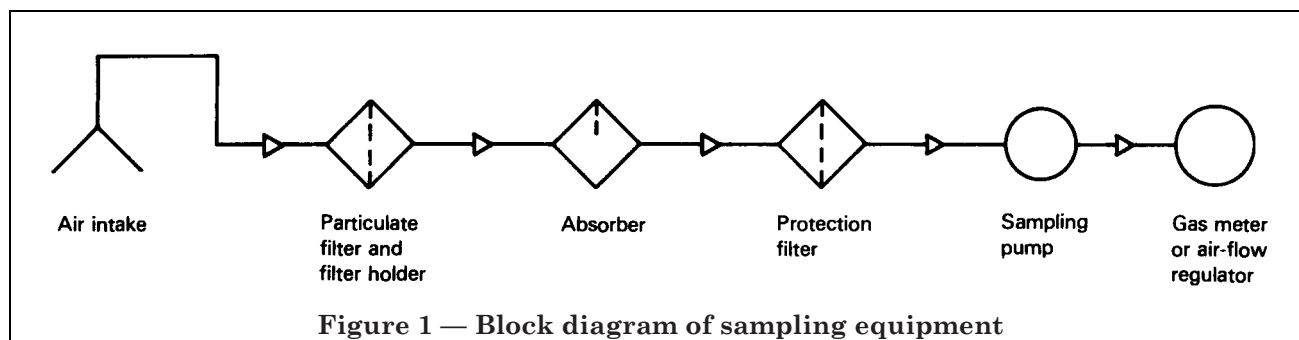 Air intake
Particulate
filter and
filter holder
Absorber
Protection
filter
Sampling
pump
Gas meter
or air-flow
regulator
Figure 1 — Block diagram of sampling equipment